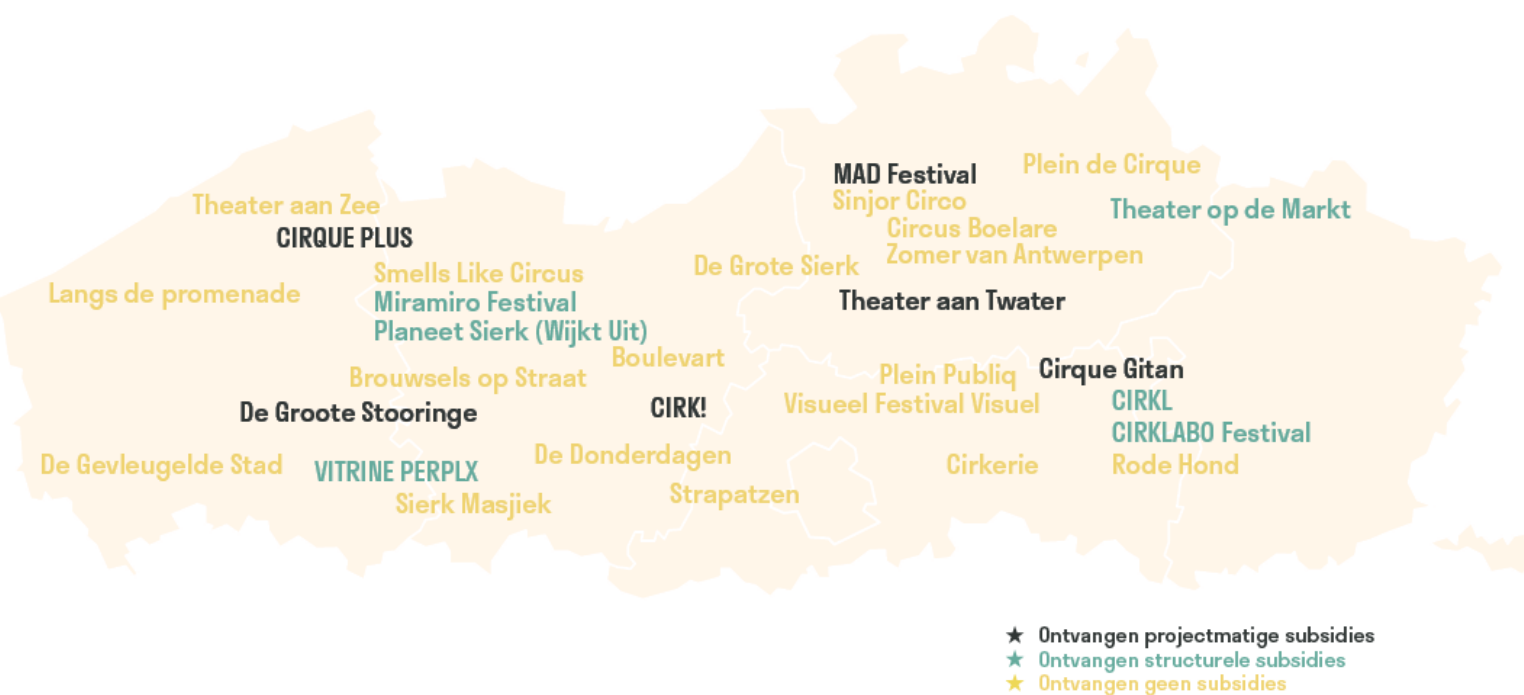 MAD Festival
Plein de Cirque
Theater aan Zee
Sinjor Circo
Theater op de Markt
CIRQUE PLUS
Circus Boelare
Zomer van Antwerpen
Smells Like Circus
De Grote Sierk
Langs de promenade
Miramiro Festival
Theater aan Twater
Planeet Sierk (Wijkt Uit)
Boulevart
Brouwsels op Straat
Plein Publiq
Cirque Gitan
De Groote Stooringe
CIRK!
Visueel Festival Visuel
CIRKL
CIRKLABO Festival
De Gevleugelde Stad
VITRINE PERPLX
De Donderdagen
Cirkerie
Rode Hond
Sierk Masjiek
Strapatzen
Ontvangen projectmatige subsidies
Ontvangen structurele subsidies
Ontvangen geen subsidies